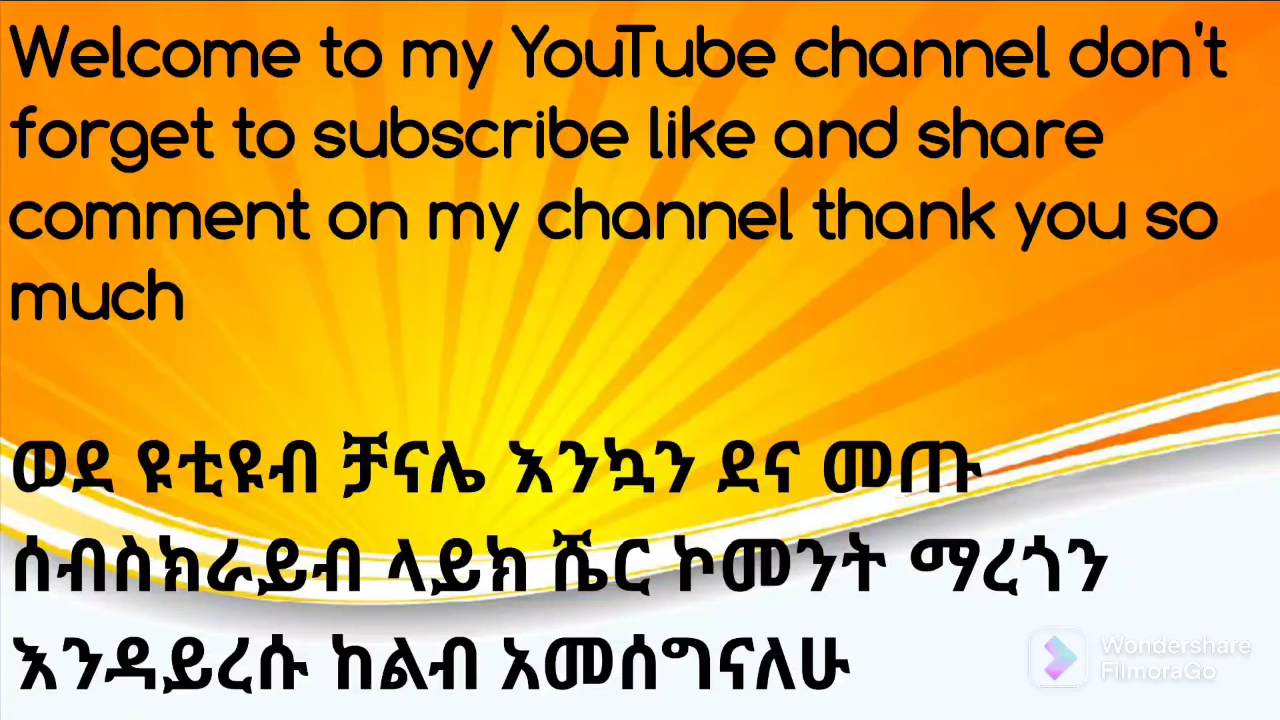 Welcome to my YouTube channel don't
forget to subscribe like and share
comment on my channel thank you so
much
ወደ ዩቲዩብ ቻናሌ እንኳን ደና መጡ
ሰብስክራይብ ላይክ ሼር ኮመንት ማረጎን
እንዳይረሱ ከልብ አመሰግናለሁ
Wondershare
FilmoraGo